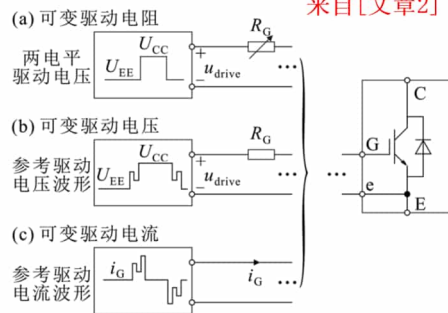 来自[文章2]
(a) 可变驱动电阻
两电平
驱动电压
U_CC
U_EE
+
u_drive
−
R_G
...
(b) 可变驱动电压
参考驱动
电压波形
U_CC
U_EE
+
u_drive
−
R_G
...
(c) 可变驱动电流
参考驱动
电流波形
i_G
i_G
...
...
C
G
e
E